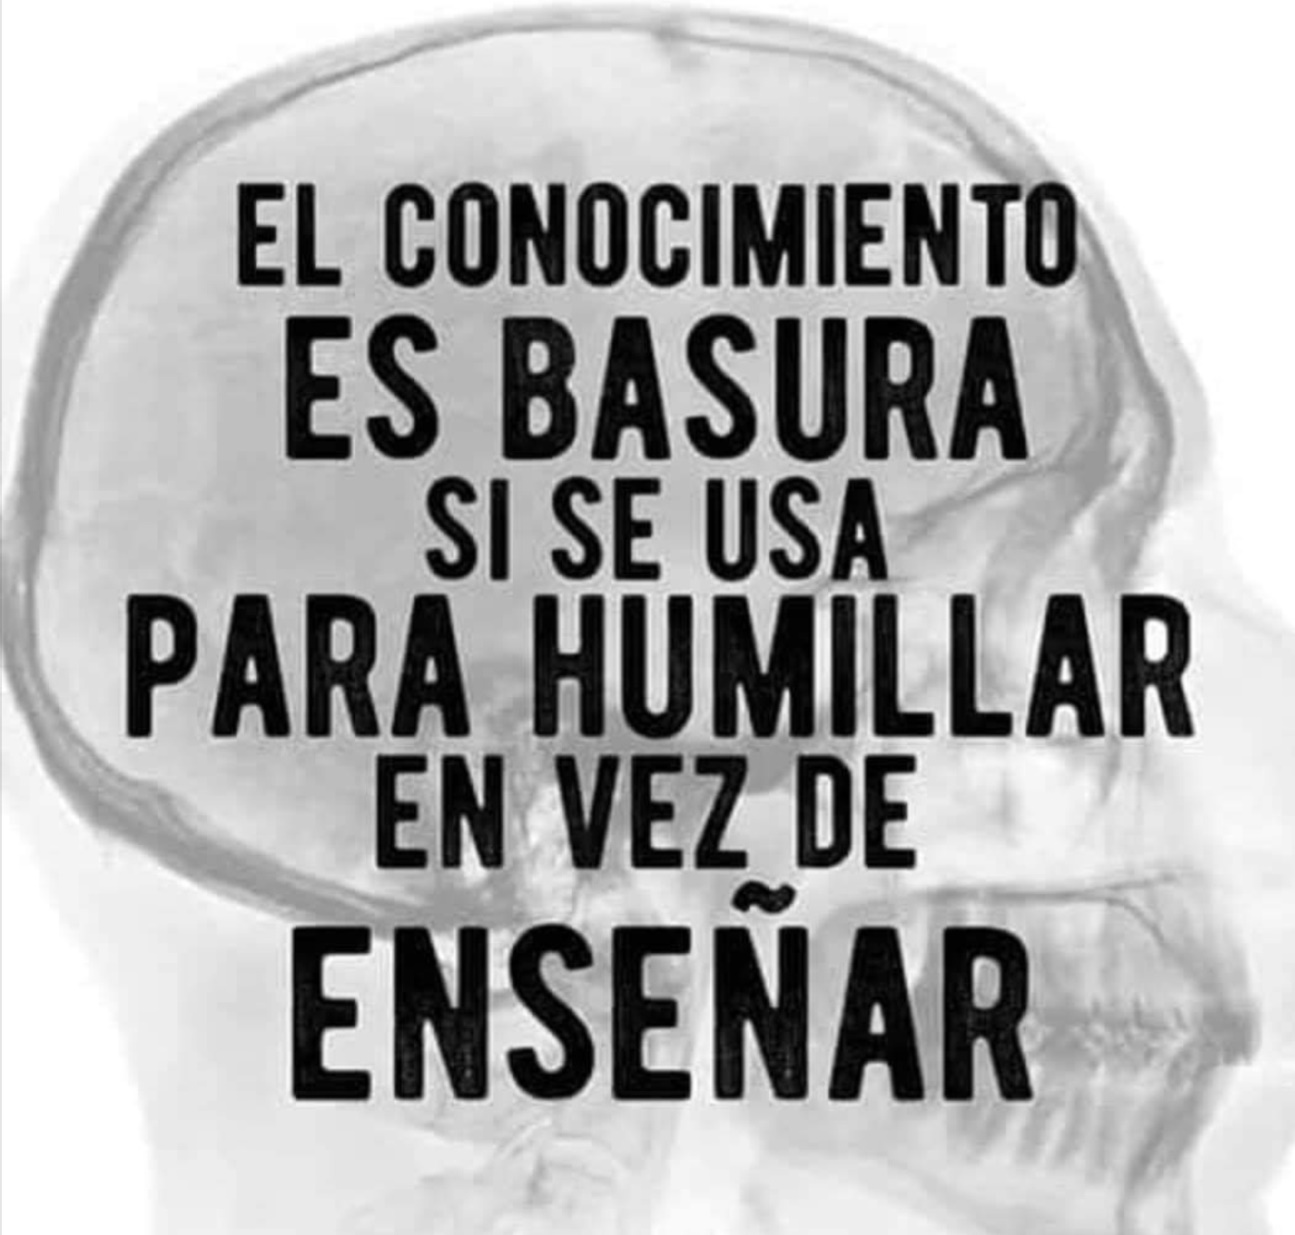 EL CONOCIMIENTO
ES BASURA
SI SE USA
PARA HUMILLAR
EN VEZ DE
ENSEÑAR